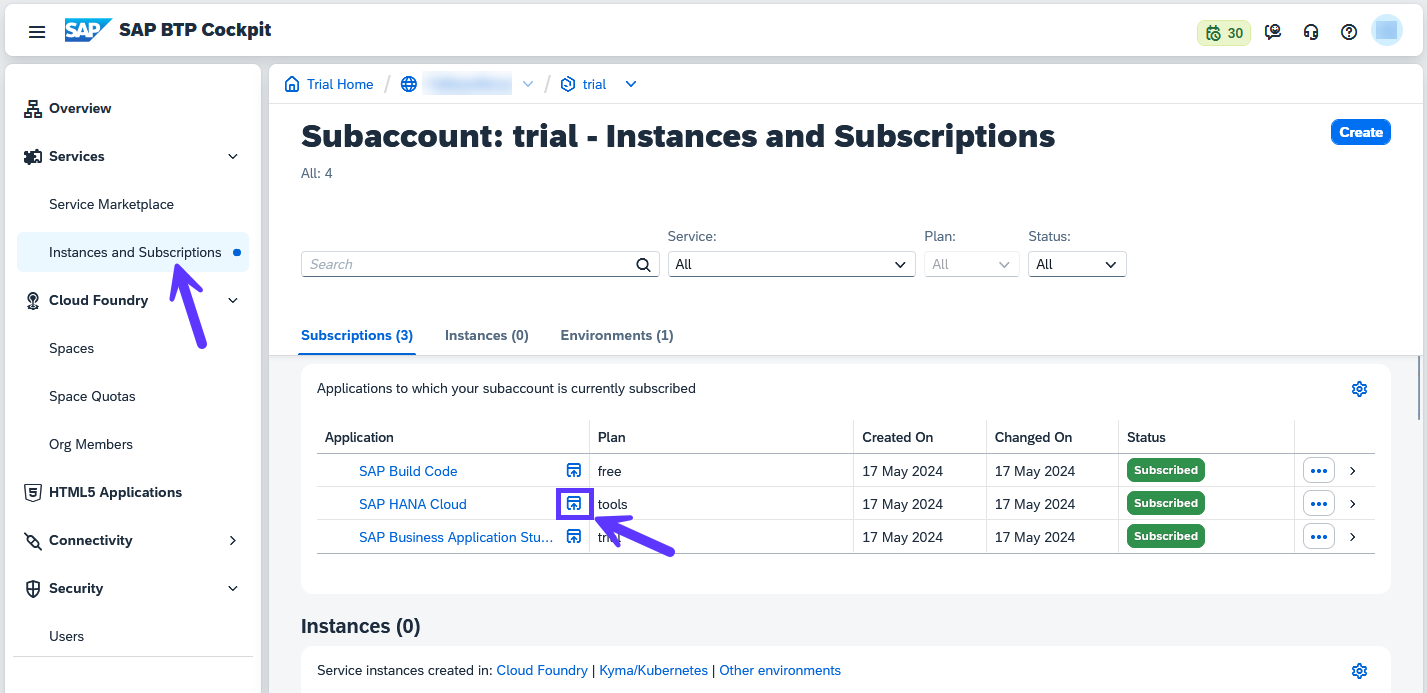 SAP SAP BTP Cockpit
30
Overview
Services
Service Marketplace
Instances and Subscriptions
Cloud Foundry
Spaces
Space Quotas
Org Members
HTML5 Applications
Connectivity
Security
Users
Trial Home / / trial
Subaccount: trial - Instances and Subscriptions
Create
All: 4
Service: Plan: Status:
Search All All All
Subscriptions (3) Instances (0) Environments (1)
Applications to which your subaccount is currently subscribed
Application Plan Created On Changed On Status
SAP Build Code free 17 May 2024 17 May 2024 Subscribed
SAP HANA Cloud tools 17 May 2024 17 May 2024 Subscribed
SAP Business Application Stu... trial 17 May 2024 17 May 2024 Subscribed
Instances (0)
Service instances created in: Cloud Foundry | Kyma/Kubernetes | Other environments